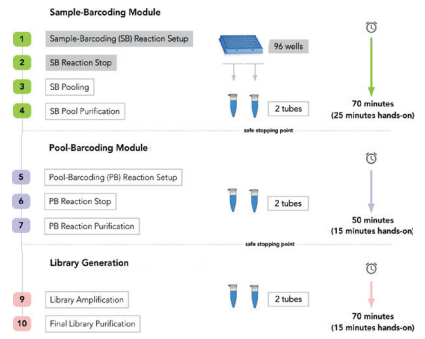 Sample-Barcoding Module
1 Sample-Barcoding (SB) Reaction Setup
96 wells
2 SB Reaction Stop
3 SB Pooling
4 SB Pool Purification
2 tubes
70 minutes
(25 minutes hands-on)
safe stopping point
Pool-Barcoding Module
5 Pool-Barcoding (PB) Reaction Setup
6 PB Reaction Stop
2 tubes
7 PB Reaction Purification
50 minutes
(15 minutes hands-on)
safe stopping point
Library Generation
9 Library Amplification
2 tubes
10 Final Library Purification
70 minutes
(15 minutes hands-on)